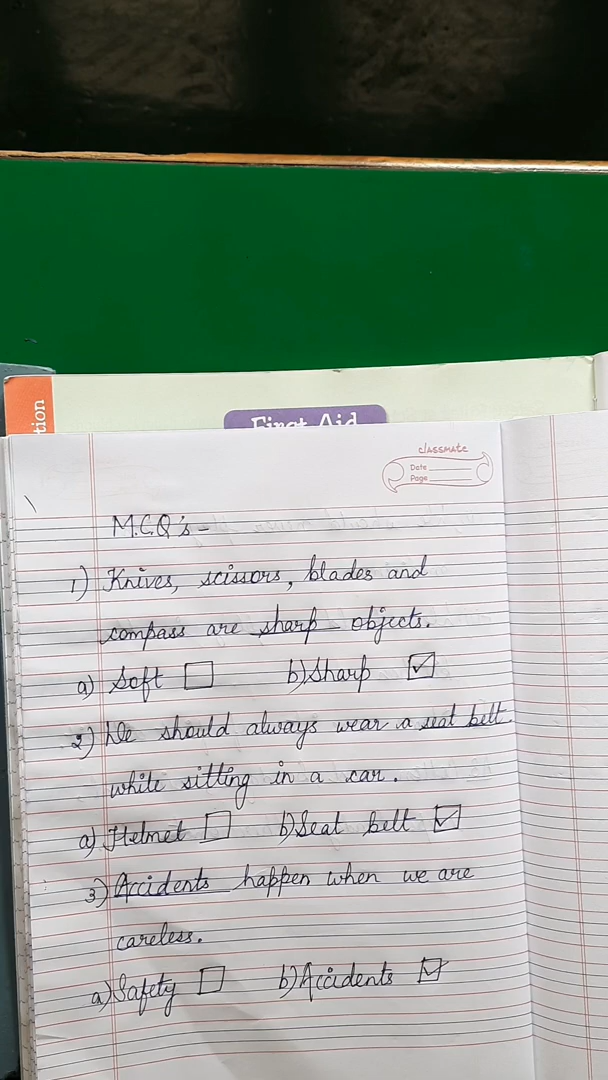 tion
First Aid
classmate
Date
Page
M.C.Q's -
1) Knives, scissors, blades and
compass are sharp objects.
a) Soft b) Sharp ✓
2) We should always wear a seat belt
while sitting in a car.
a) Helmet b) Seat belt ✓
3) Accidents happen when we are
careless.
a) Safety b) Accidents ✓